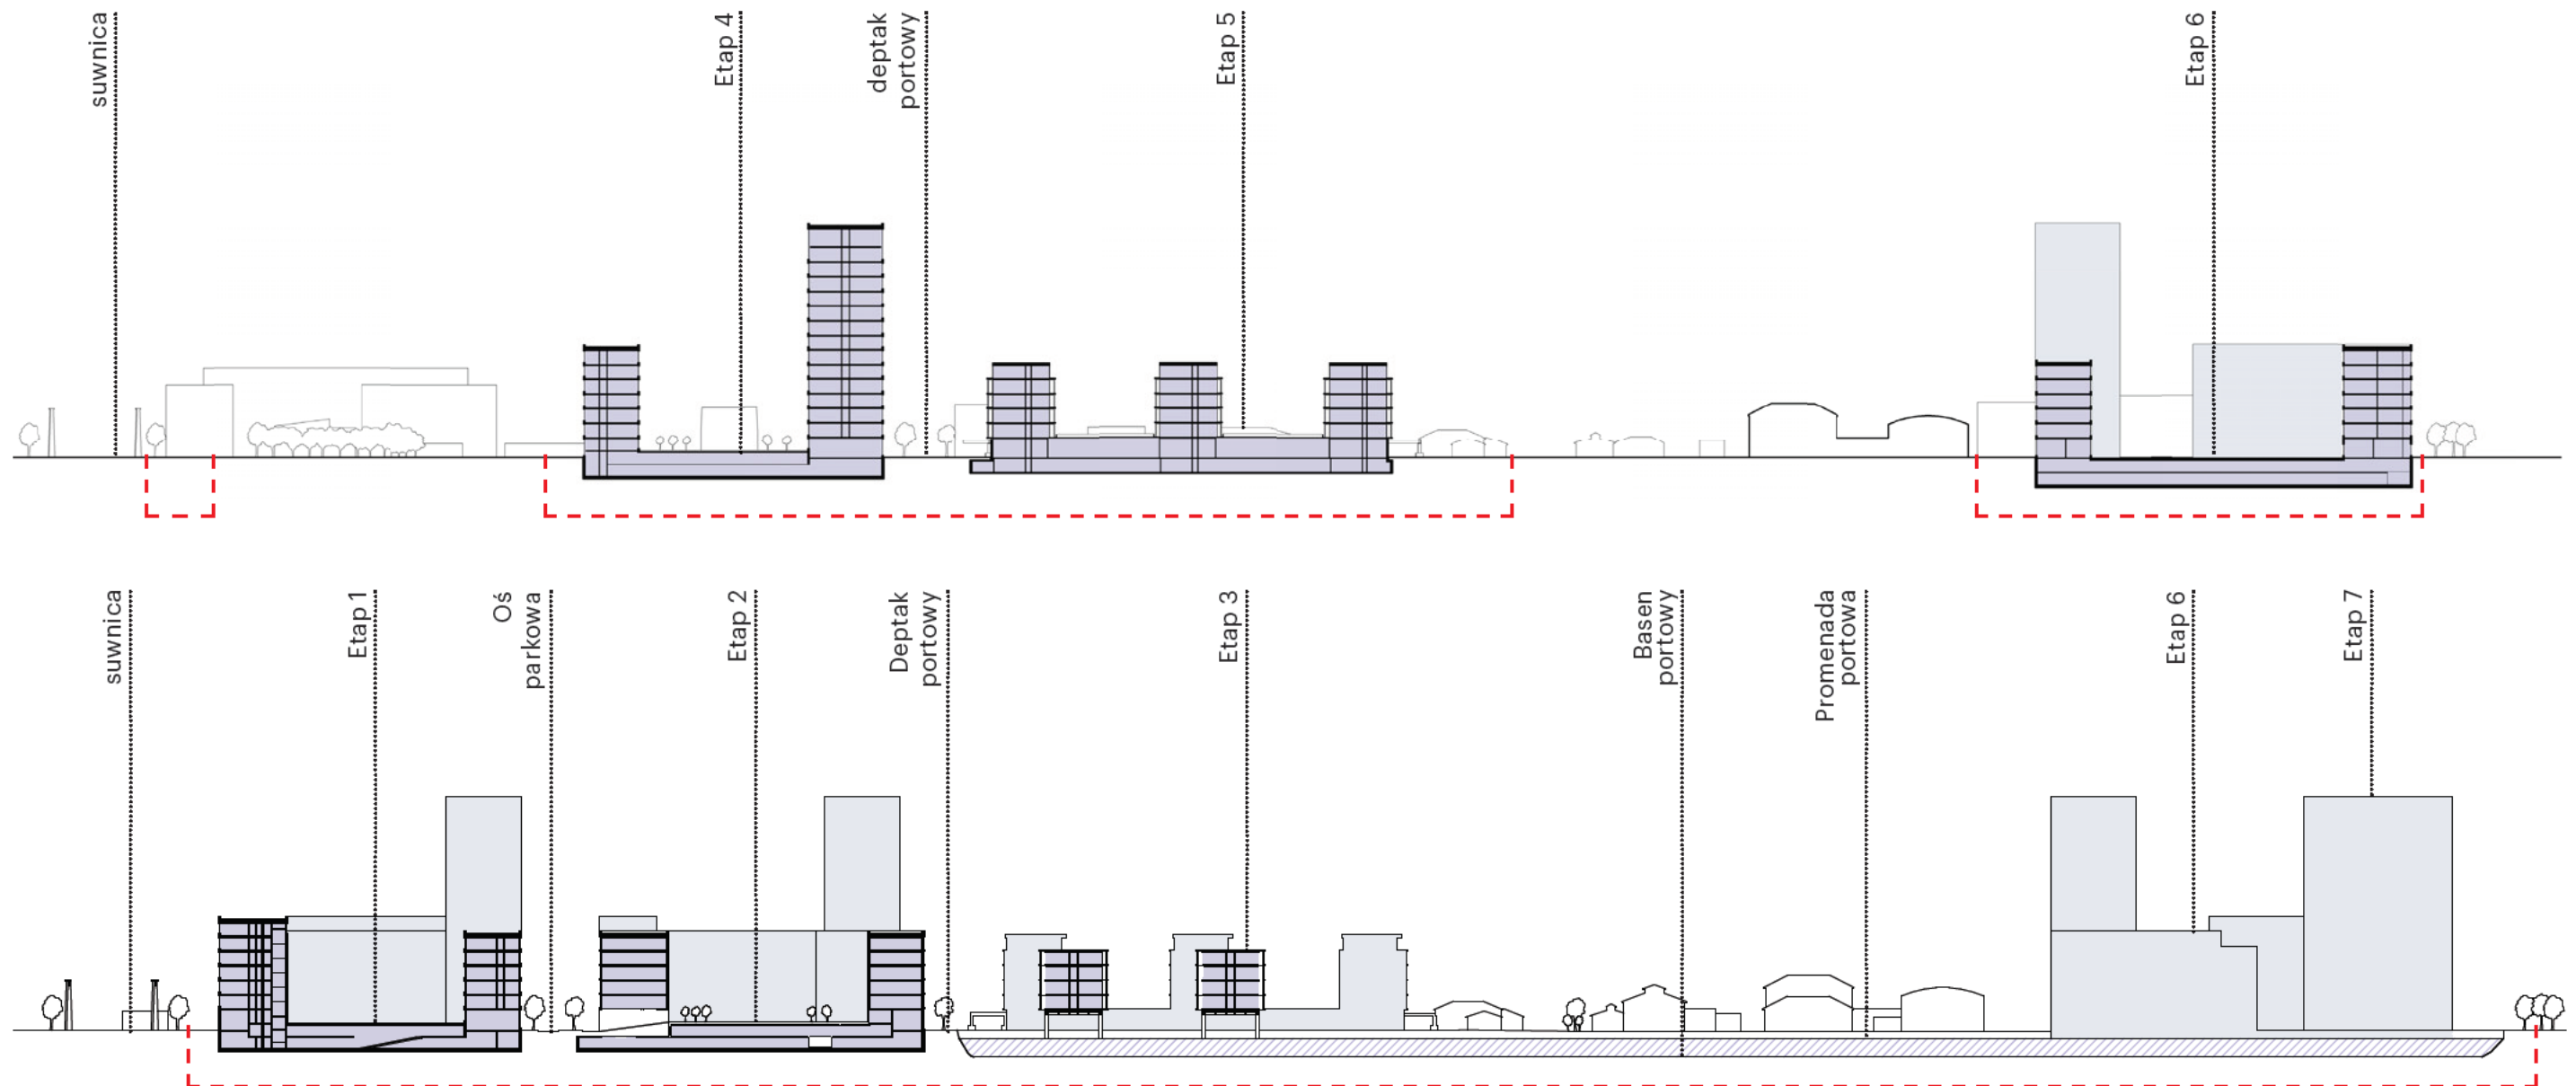 suwnica
Etap 4
deptak
portowy
Etap 5
Etap 6
suwnica
Etap 1
Oś
parkowa
Etap 2
Deptak
portowy
Etap 3
Basen
portowy
Promenada
portowa
Etap 6
Etap 7